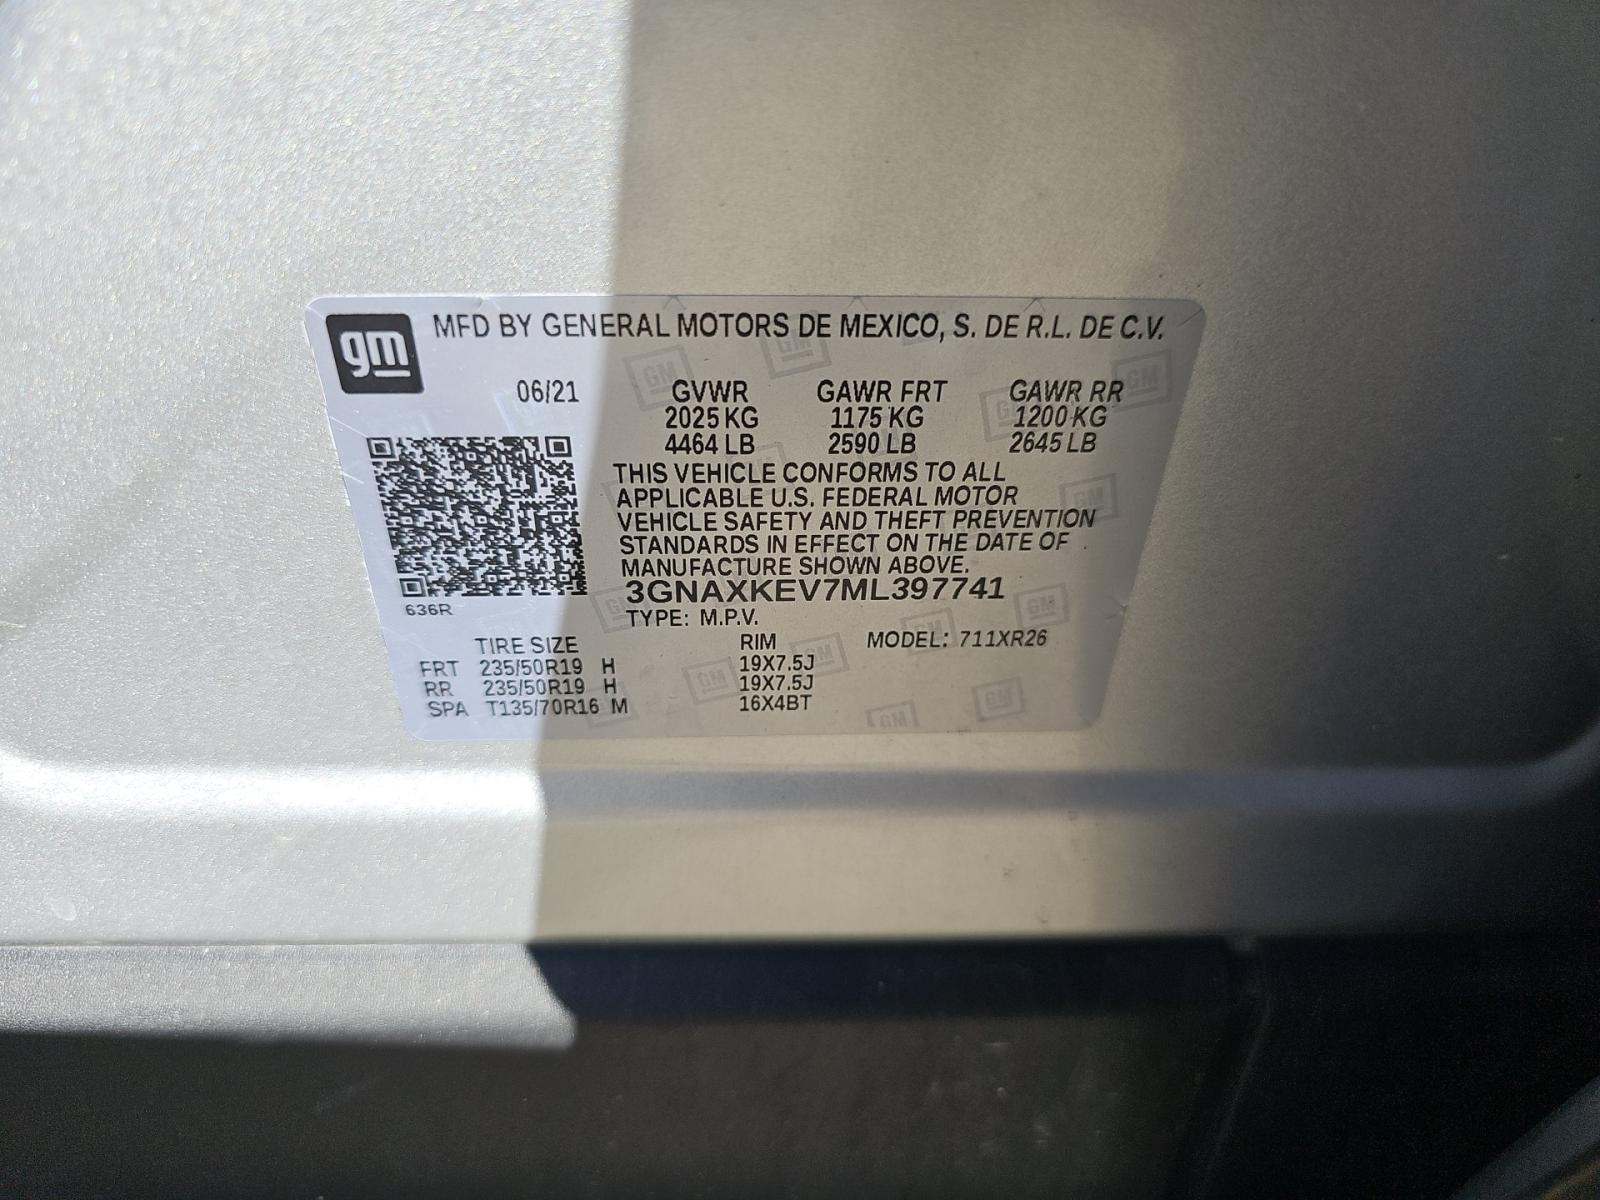 gm
MFD BY GENERAL MOTORS DE MEXICO, S. DE R.L. DE C.V.
06/21 GVWR GAWR FRT GAWR RR
2025 KG 1175 KG 1200 KG
4464 LB 2590 LB 2645 LB
THIS VEHICLE CONFORMS TO ALL
APPLICABLE U.S. FEDERAL MOTOR
VEHICLE SAFETY AND THEFT PREVENTION
STANDARDS IN EFFECT ON THE DATE OF
MANUFACTURE SHOWN ABOVE.
3GNAXKEV7ML397741
636R
TYPE: M.P.V.
TIRE SIZE RIM MODEL: 711XR26
FRT 235/50R19 H 19X7.5J
RR 235/50R19 H 19X7.5J
SPA T135/70R16 M 16X4BT